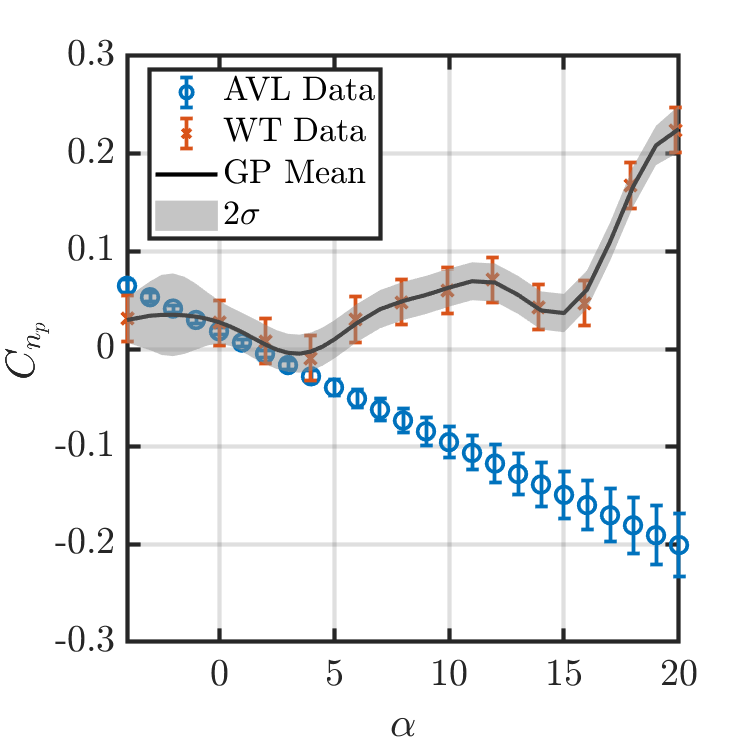 0.3
AVL Data
WT Data
GP Mean
2σ
0.2
0.1
0
-0.1
-0.2
-0.3
C_{n_p}
0 5 10 15 20
α